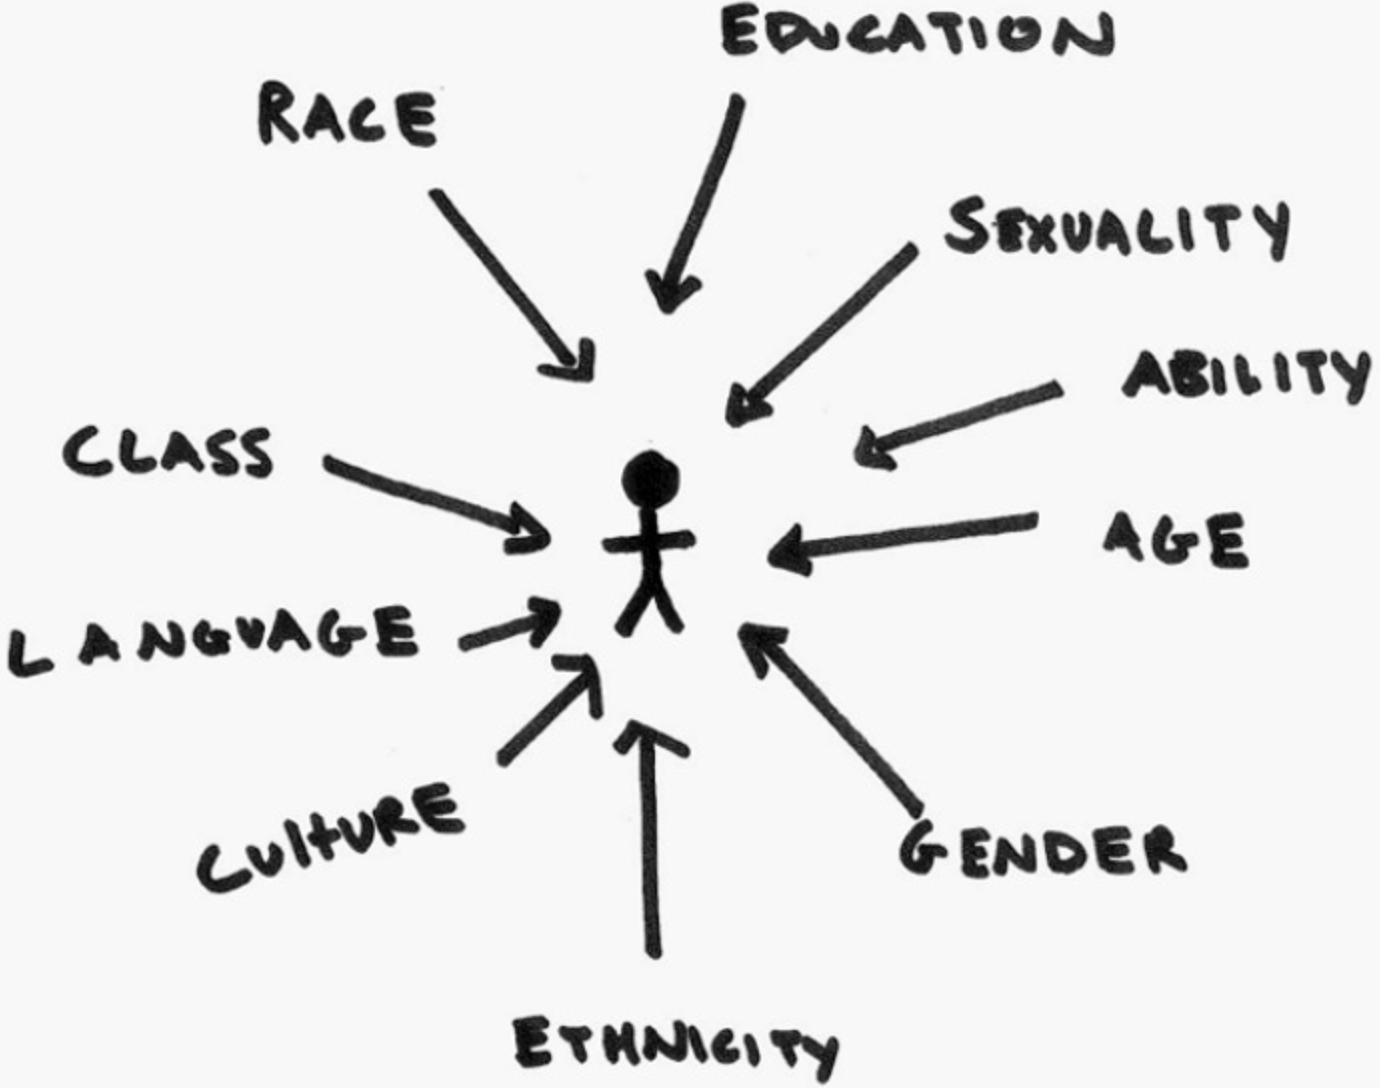 EDUCATION
RACE
SEXUALITY
ABILITY
CLASS
AGE
LANGUAGE
CULTURE
GENDER
ETHNICITY